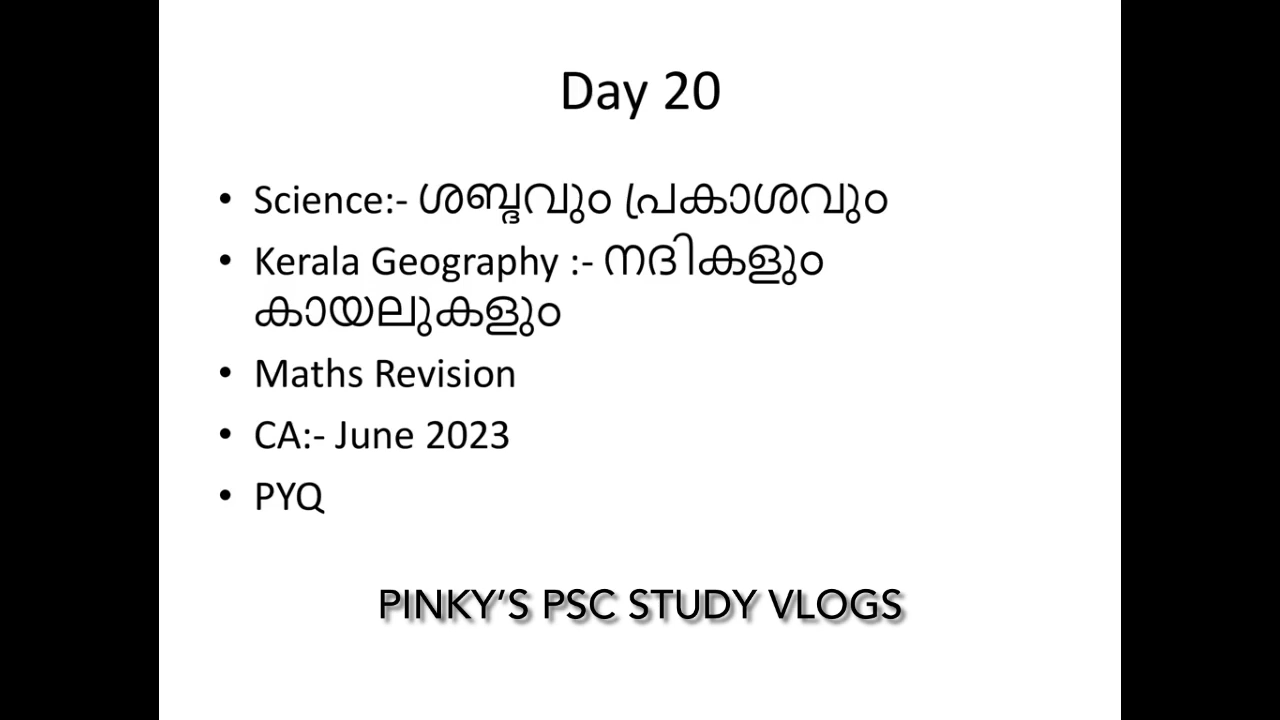 Day 20
• Science:- ശബ്ദവും പ്രകാശവും
• Kerala Geography :- നദികളും
കായലുകളും
• Maths Revision
• CA:- June 2023
• PYQ
PINKY’S PSC STUDY VLOGS